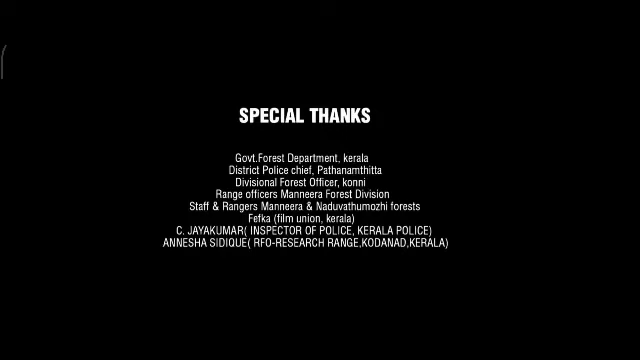 SPECIAL THANKS
Govt.Forest Department, kerala
District Police chief, Pathanamthitta
Divisional Forest Officer, konni
Range officers Manneera Forest Division
Staff & Rangers Manneera & Naduvathumozhi forests
Fefka (film union, kerala)
C. JAYAKUMAR( INSPECTOR OF POLICE, KERALA POLICE)
ANNESHA SIDIQUE( RFO-RESEARCH RANGE,KODANAD,KERALA)